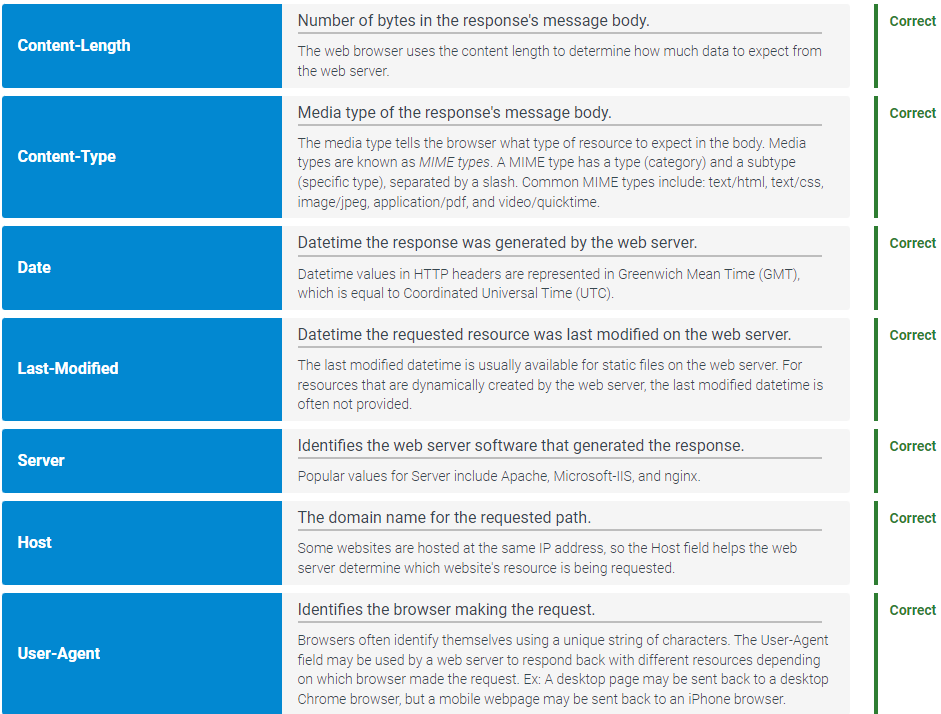 Content-Length
Number of bytes in the response's message body.
The web browser uses the content length to determine how much data to expect from
the web server.
Correct
Content-Type
Media type of the response's message body.
The media type tells the browser what type of resource to expect in the body. Media
types are known as MIME types. A MIME type has a type (category) and a subtype
(specific type), separated by a slash. Common MIME types include: text/html, text/css,
image/jpeg, application/pdf, and video/quicktime.
Correct
Date
Datetime the response was generated by the web server.
Datetime values in HTTP headers are represented in Greenwich Mean Time (GMT),
which is equal to Coordinated Universal Time (UTC).
Correct
Last-Modified
Datetime the requested resource was last modified on the web server.
The last modified datetime is usually available for static files on the web server. For
resources that are dynamically created by the web server, the last modified datetime is
often not provided.
Correct
Server
Identifies the web server software that generated the response.
Popular values for Server include Apache, Microsoft-IIS, and nginx.
Correct
Host
The domain name for the requested path.
Some websites are hosted at the same IP address, so the Host field helps the web
server determine which website's resource is being requested.
Correct
User-Agent
Identifies the browser making the request.
Browsers often identify themselves using a unique string of characters. The User-Agent
field may be used by a web server to respond back with different resources depending
on which browser made the request. Ex: A desktop page may be sent back to a desktop
Chrome browser, but a mobile webpage may be sent back to an iPhone browser.
Correct